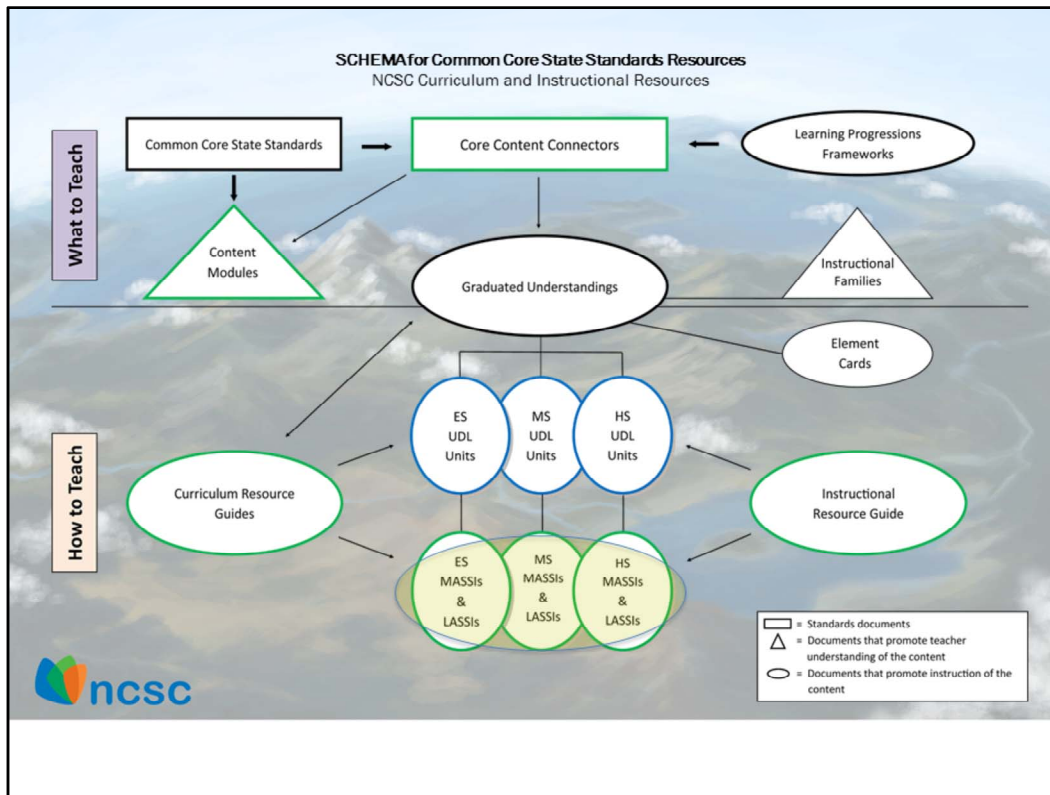 SCHEMA for Common Core State Standards Resources
NCSC Curriculum and Instructional Resources
What to Teach
Common Core State Standards
Core Content Connectors
Learning Progressions
Frameworks
Content
Modules
Graduated Understandings
Instructional
Families
Element
Cards
How to Teach
ES
UDL
Units
MS
UDL
Units
HS
UDL
Units
Curriculum Resource
Guides
Instructional
Resource Guide
ES
MASSIs
&
LASSIs
MS
MASSIs
&
LASSIs
HS
MASSIs
&
LASSIs
= Standards documents
= Documents that promote teacher
understanding of the content
= Documents that promote instruction of the
content
ncsc